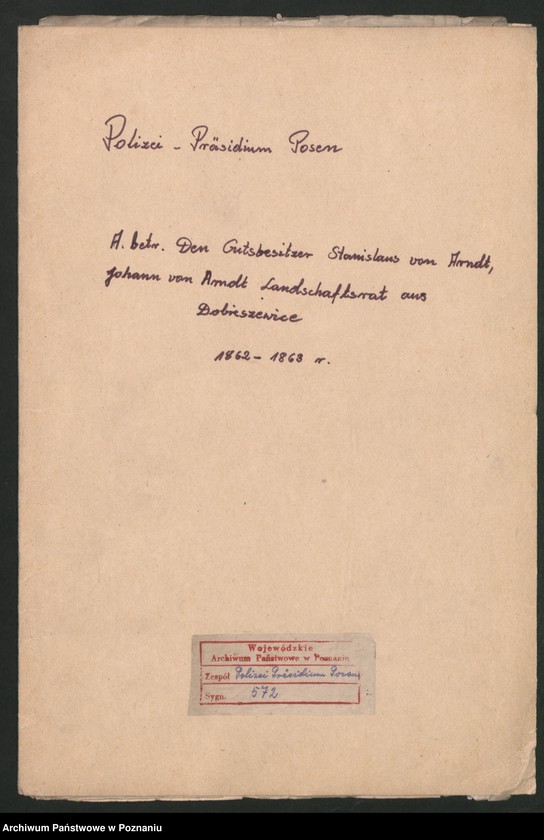 Polizei - Präsidium Posen
A. betr. Den Gutsbesitzer Stanislaus von Arndt,
Johann von Arndt Landschaftsrat aus
Dobieszewice
1862 - 1863 r.
Wojewódzkie
Archiwum Państwowe w Poznaniu
Zespół Polizei Präsidium Posen
Sygn. 572
Archiwum Państwowe w Poznaniu